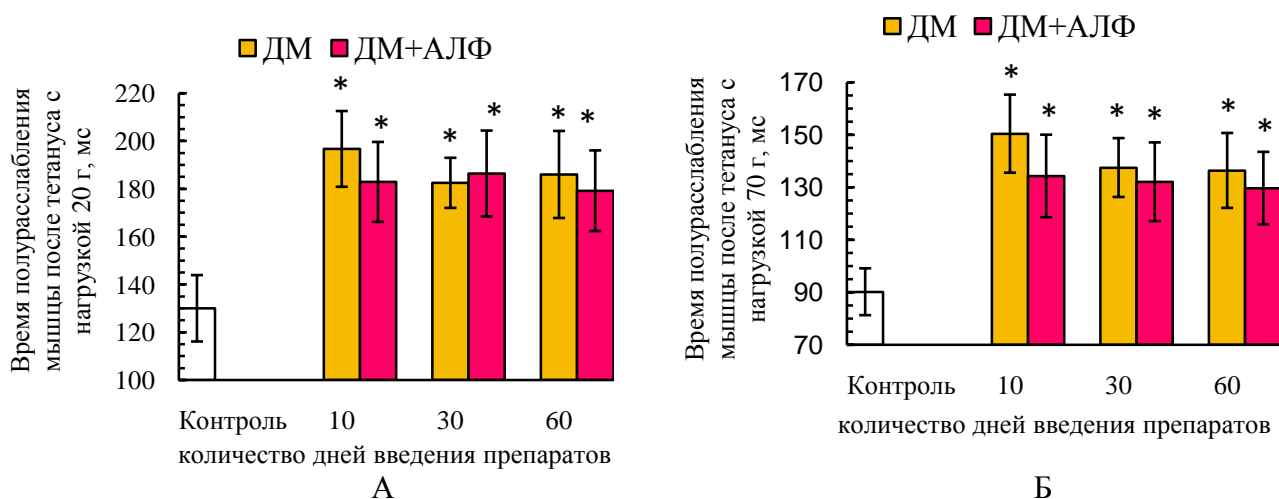 ДМ ДМ+АЛФ
Время полурасслабления
мышцы после тетануса с
нагрузкой 20 г, мс
220
200
180
160
140
120
100
* * * * * *
Контроль 10 30 60
количество дней введения препаратов
А
ДМ ДМ+АЛФ
Время полурасслабления
мышцы после тетануса с
нагрузкой 70 г, мс
170
150
130
110
90
70
* * * * * *
Контроль 10 30 60
количество дней введения препаратов
Б